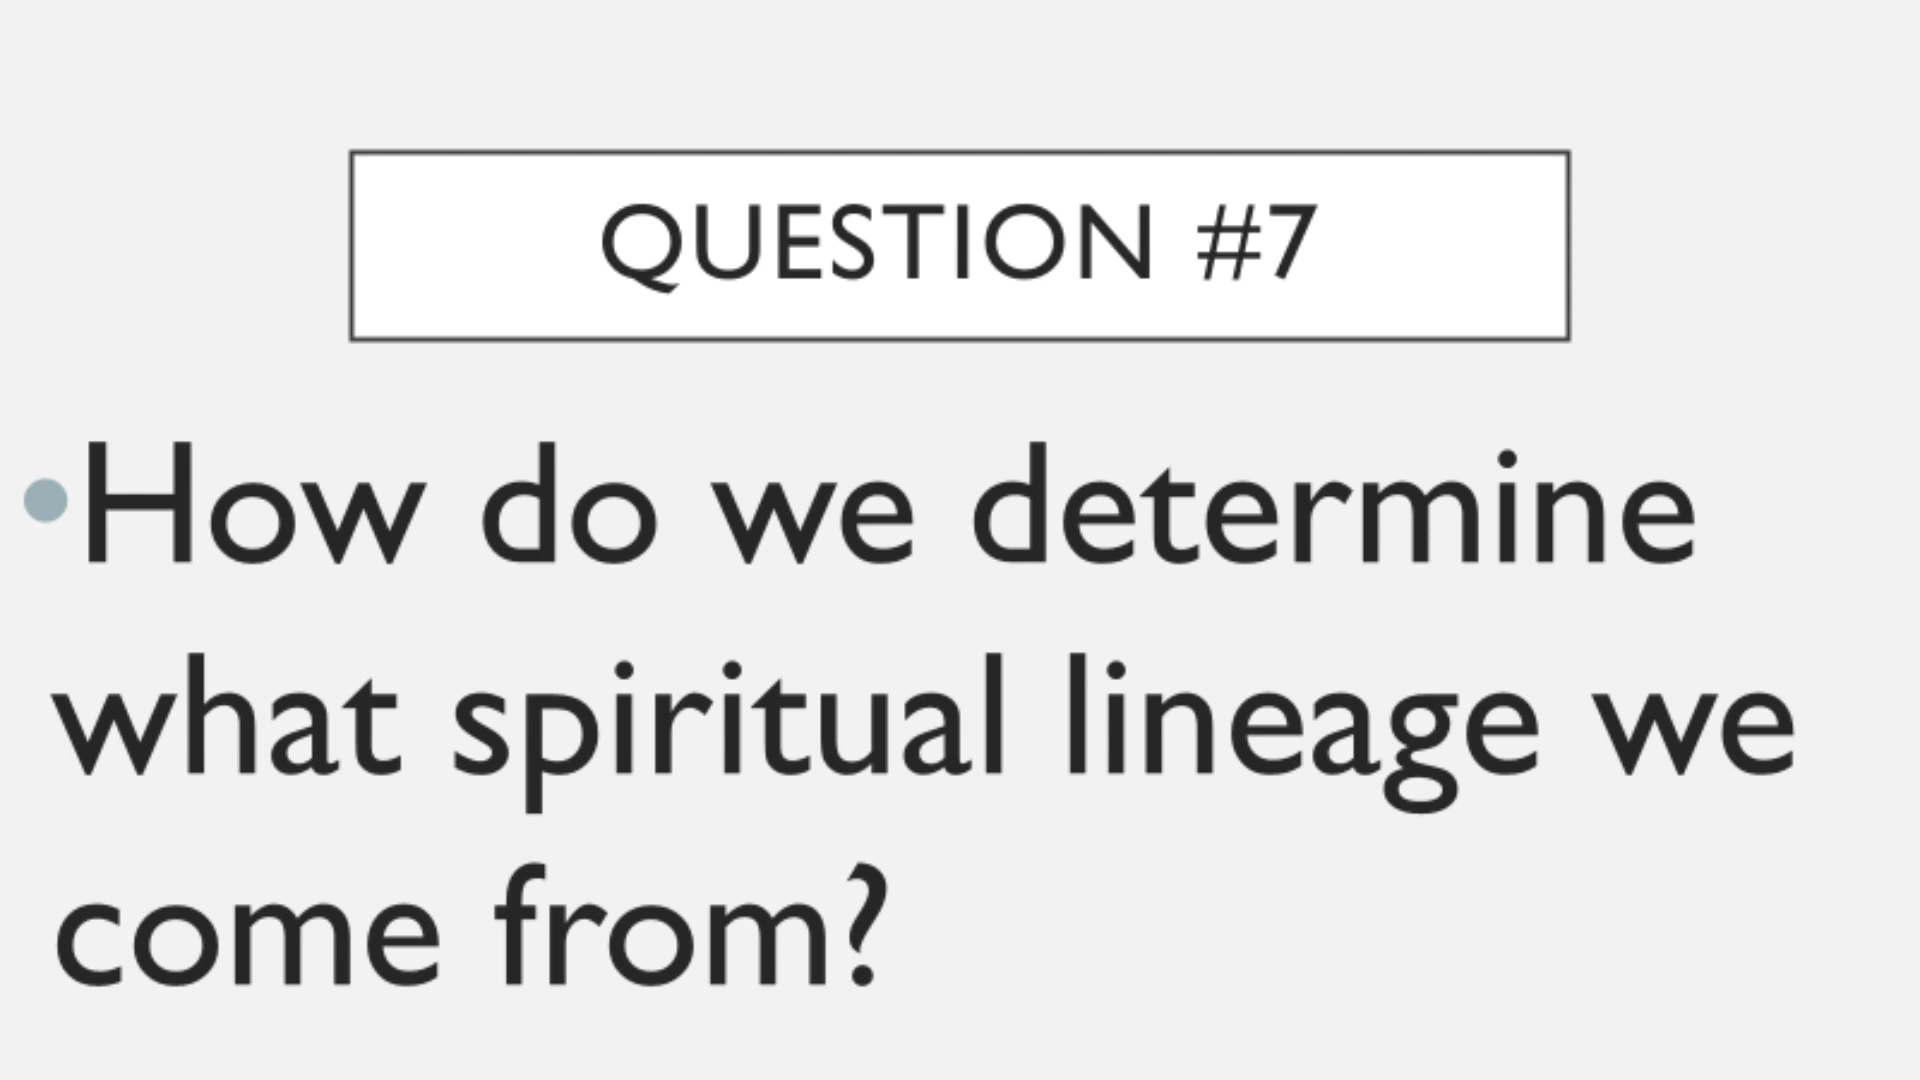 QUESTION #7
•How do we determine
what spiritual lineage we
come from?